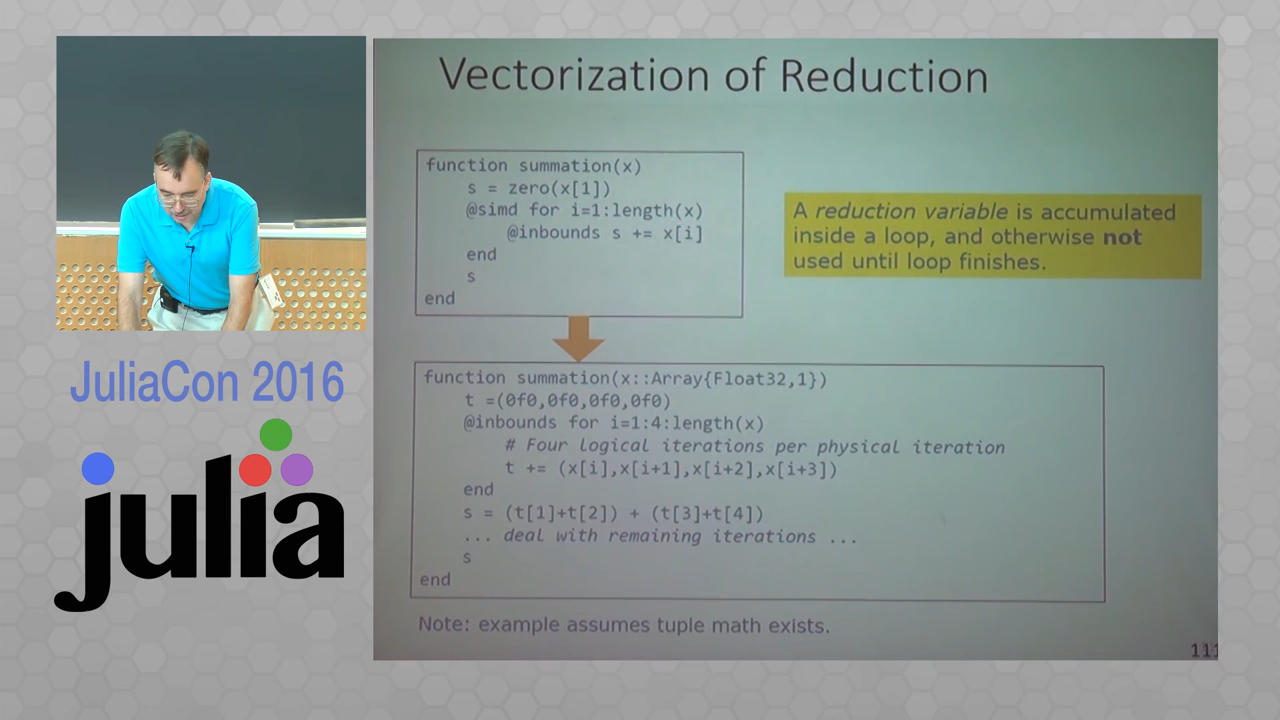 Vectorization of Reduction
function summation(x)
s = zero(x[1])
@simd for i=1:length(x)
@inbounds s += x[i]
end
s
end
A reduction variable is accumulated
inside a loop, and otherwise not
used until loop finishes.
function summation(x::Array{Float32,1})
t =(0f0,0f0,0f0,0f0)
@inbounds for i=1:4:length(x)
# Four logical iterations per physical iteration
t += (x[i],x[i+1],x[i+2],x[i+3])
end
s = (t[1]+t[2]) + (t[3]+t[4])
... deal with remaining iterations ...
s
end
Note: example assumes tuple math exists.
111
JuliaCon 2016
julia